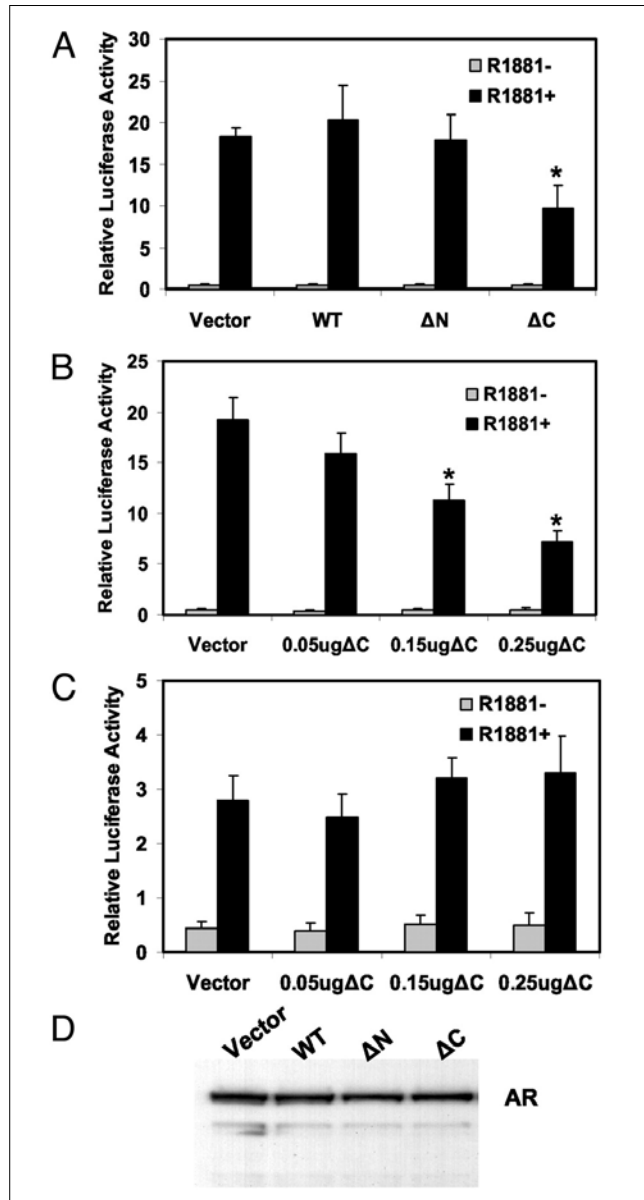 A
Relative Luciferase Activity
30
25
20
15
10
5
0
R1881-
R1881+
*
Vector WT ΔN ΔC
B
Relative Luciferase Activity
25
20
15
10
5
0
R1881-
R1881+
*
*
Vector 0.05ugΔC 0.15ugΔC 0.25ugΔC
C
Relative Luciferase Activity
5
4
3
2
1
0
R1881-
R1881+
Vector 0.05ugΔC 0.15ugΔC 0.25ugΔC
D
Vector WT ΔN ΔC
AR